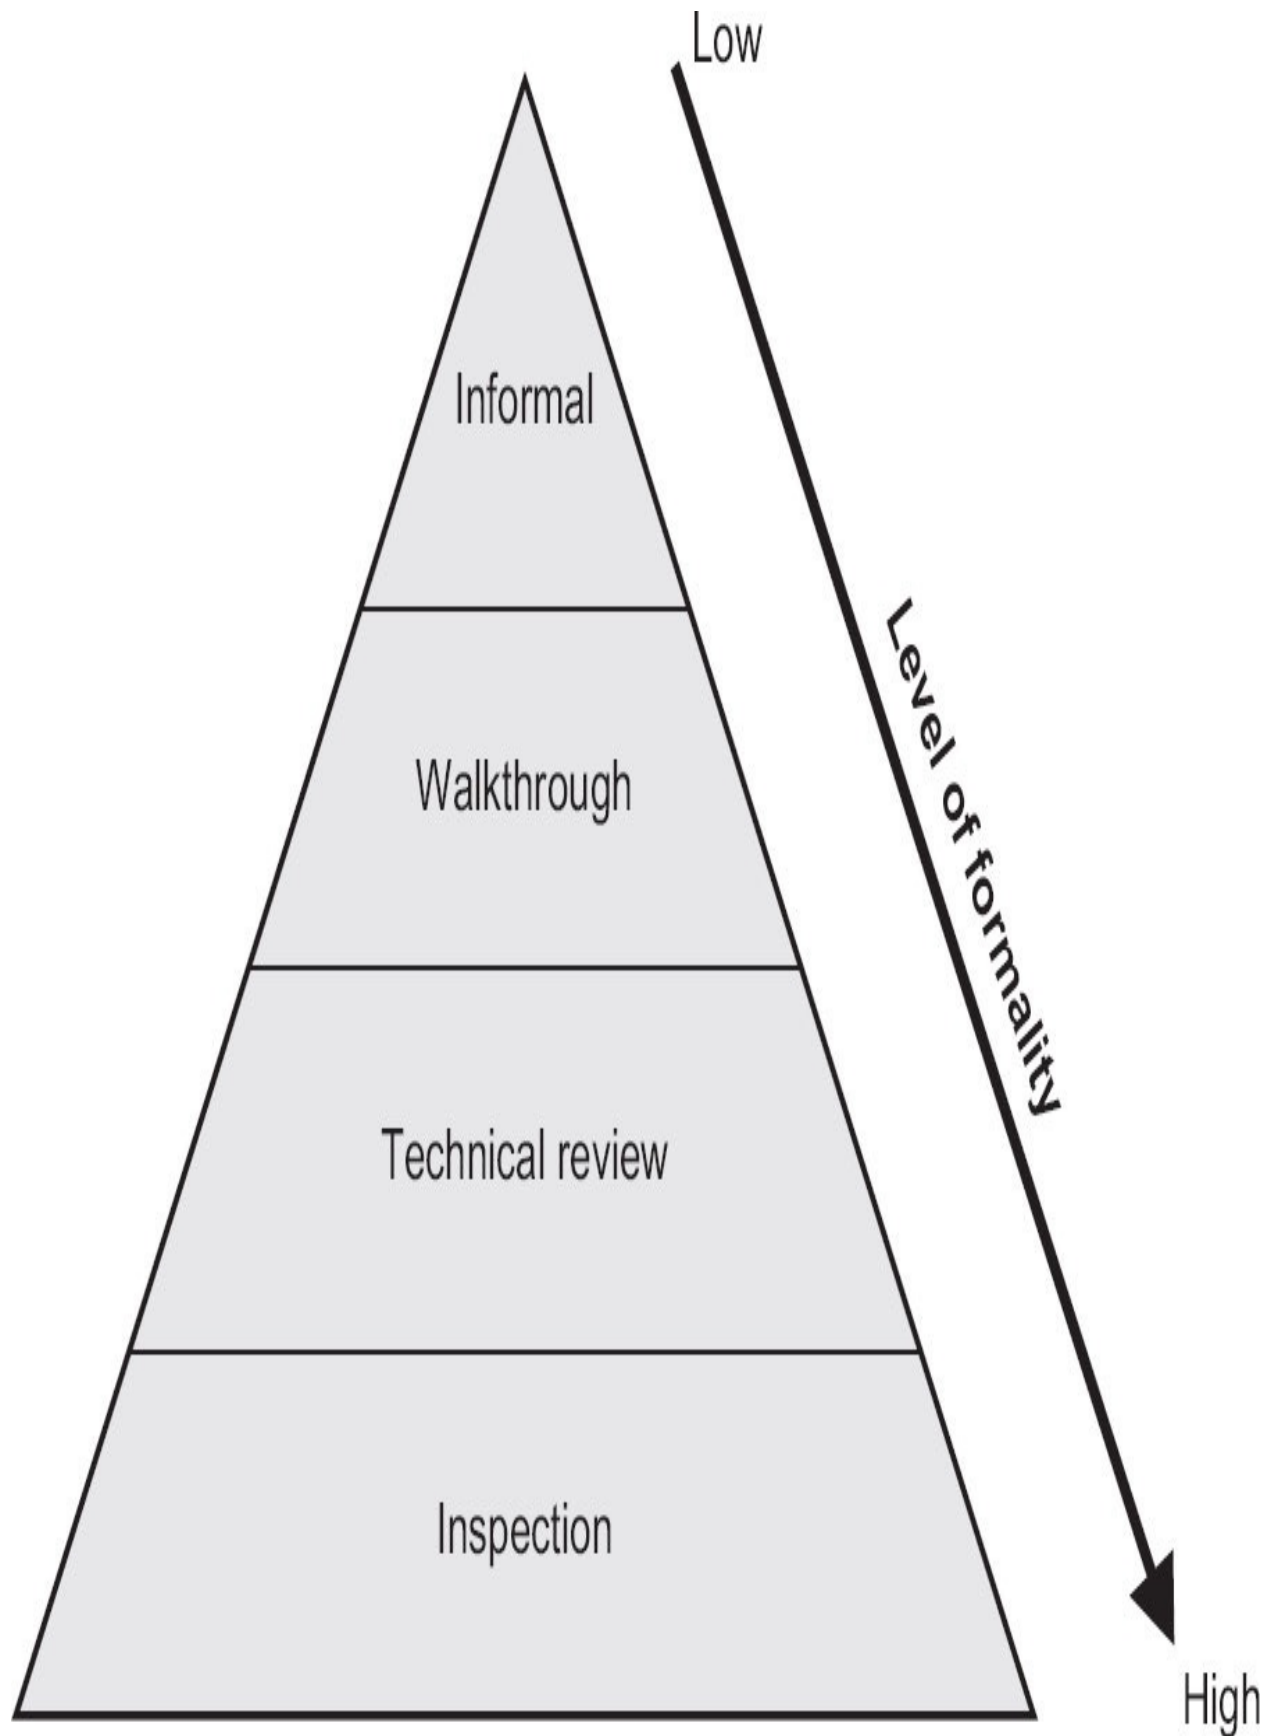 Low
Informal
Walkthrough
Level of formality
Technical review
Inspection
High